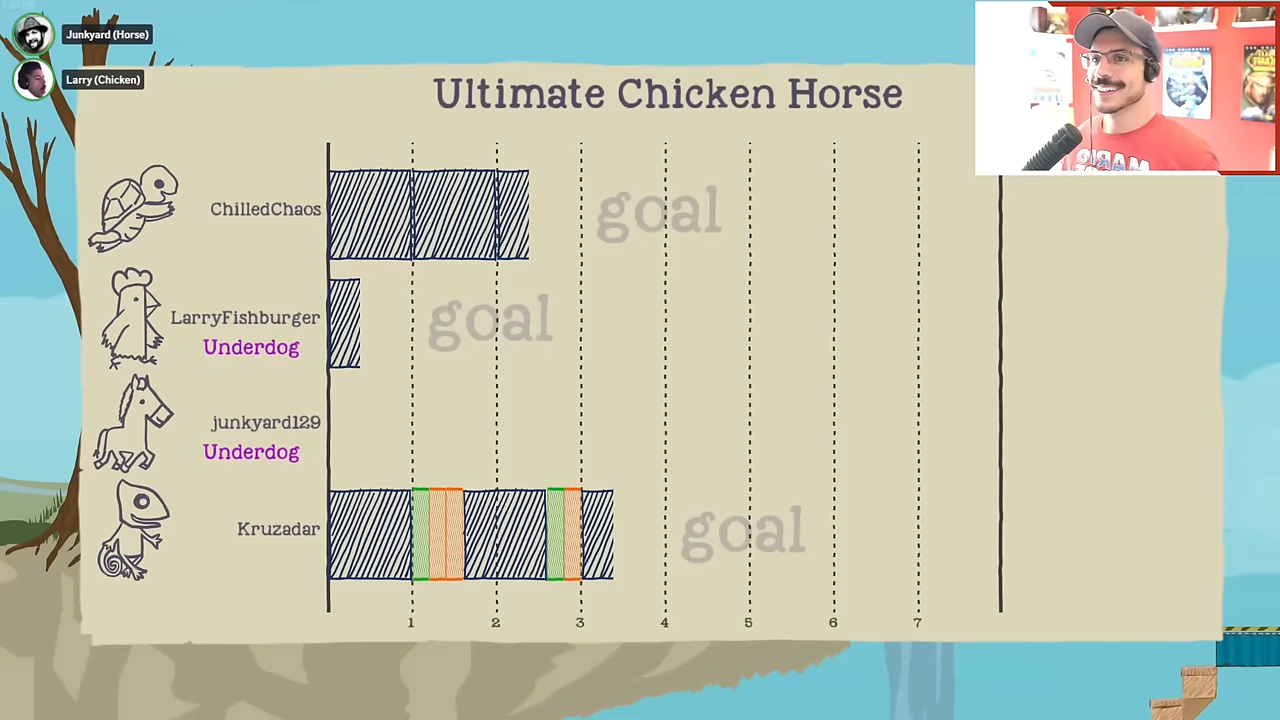 Junkyard (Horse)
Larry (Chicken)
Ultimate Chicken Horse
ChilledChaos
goal
LarryFishburger
Underdog
goal
junkyard129
Underdog
Kruzadar
goal
1 2 3 4 5 6 7
MARIO